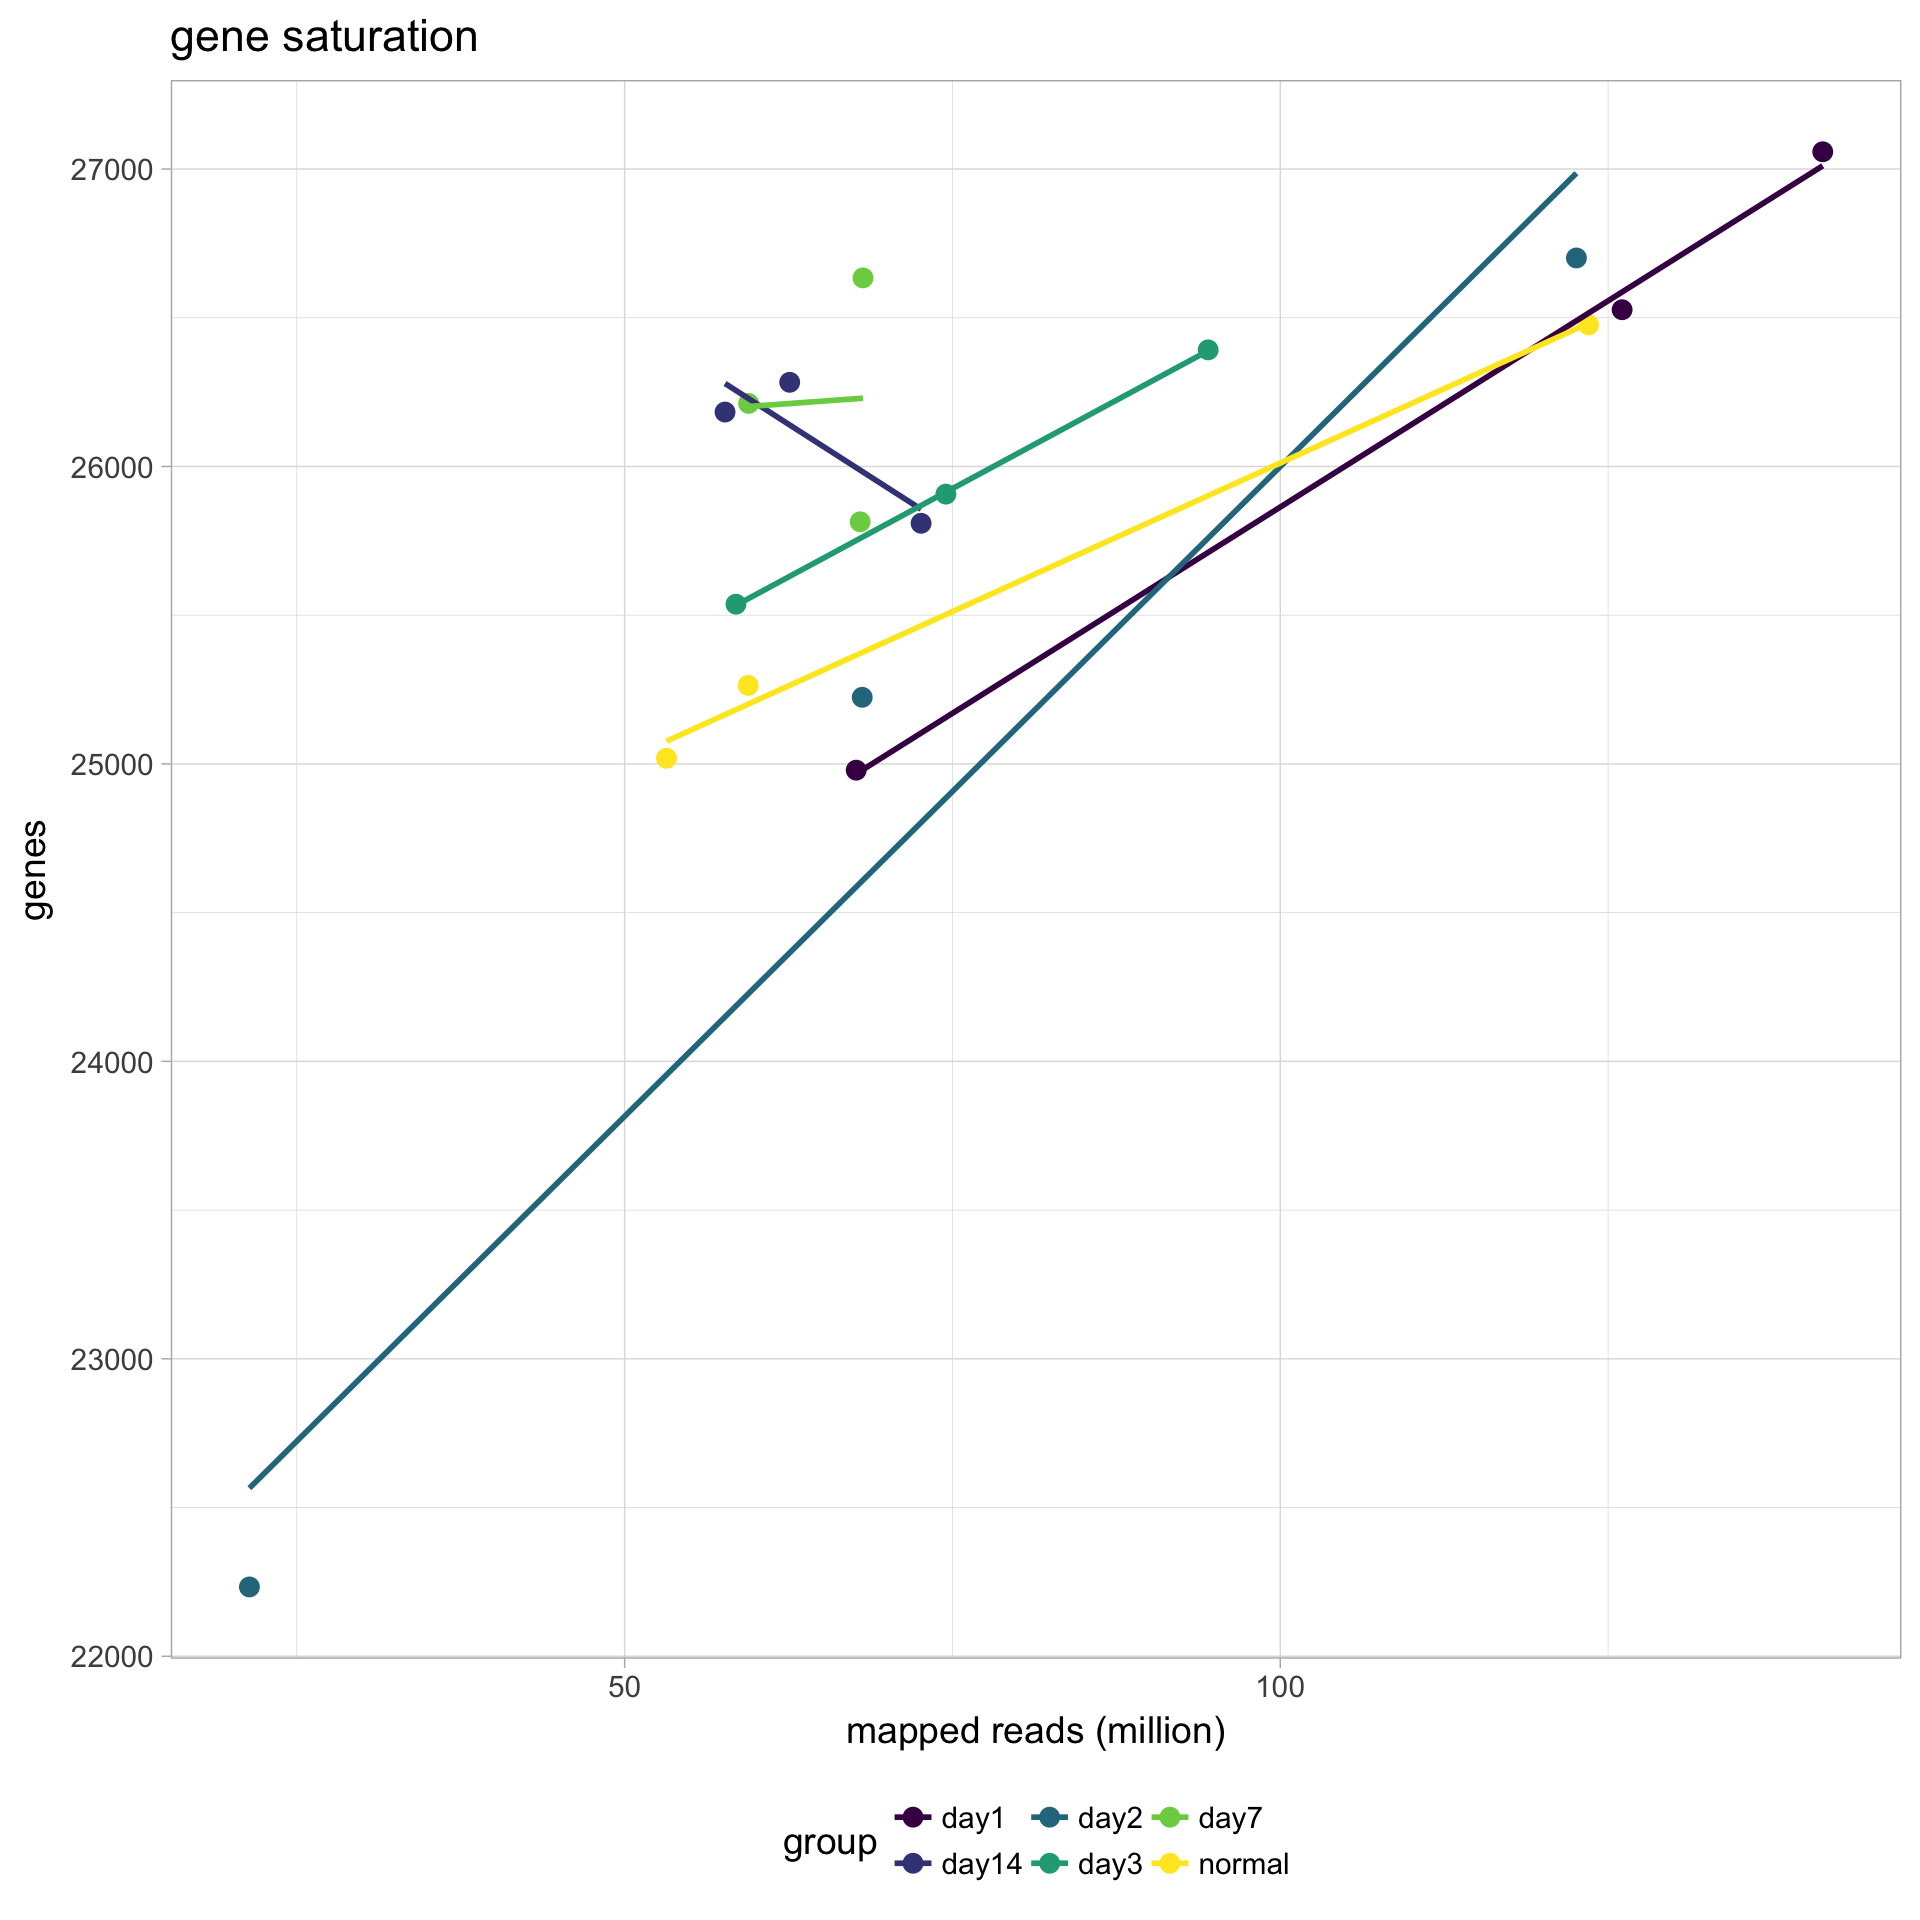 gene saturation
27000
26000
25000
24000
23000
22000
genes
50 100
mapped reads (million)
group
day1 day2 day7
day14 day3 normal